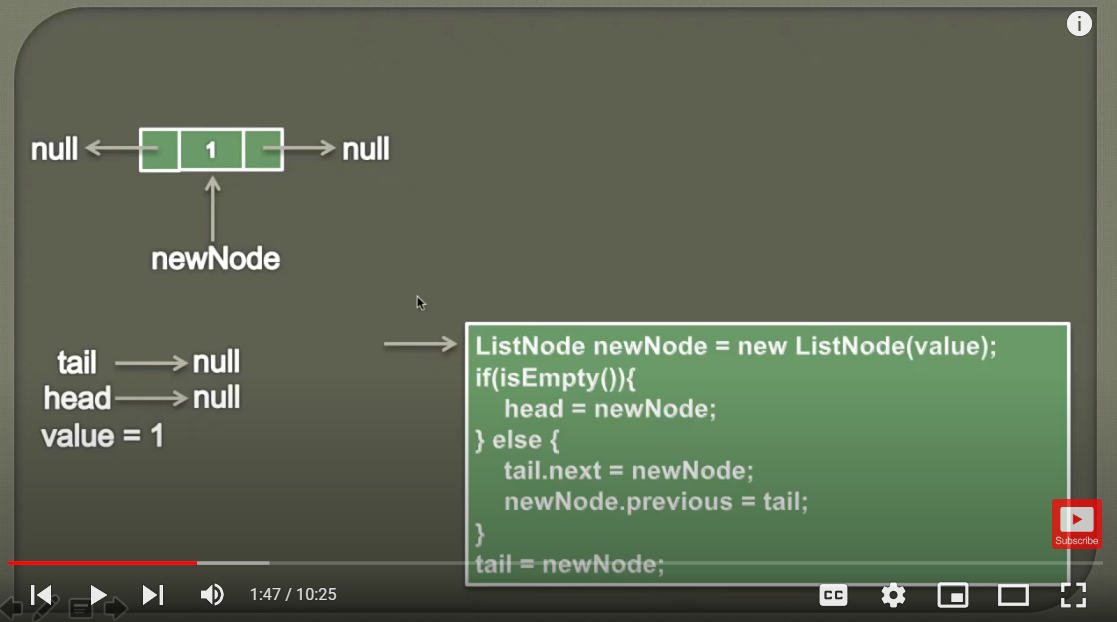 null 1 null
newNode
tail null
head null
value = 1
ListNode newNode = new ListNode(value);
if(isEmpty()){
head = newNode;
} else {
tail.next = newNode;
newNode.previous = tail;
}
tail = newNode;
Subscribe
1:47 / 10:25
CC
i